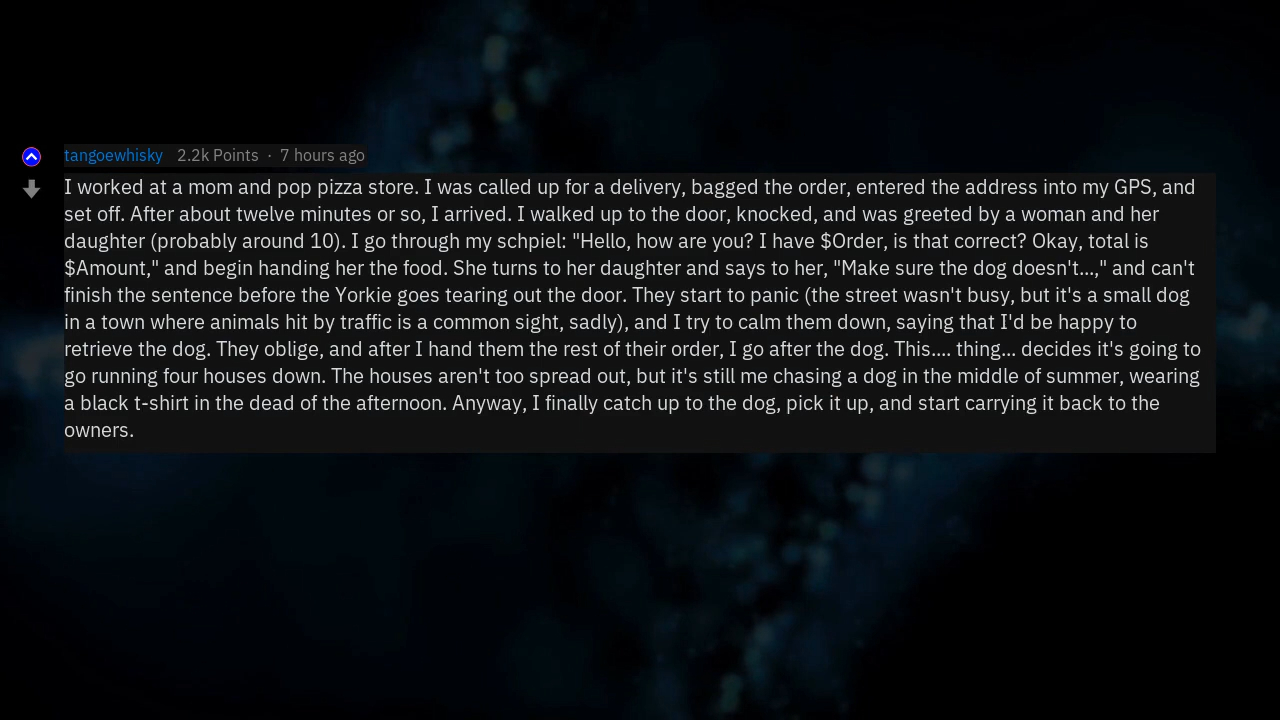 tangoewhisky 2.2k Points · 7 hours ago
I worked at a mom and pop pizza store. I was called up for a delivery, bagged the order, entered the address into my GPS, and
set off. After about twelve minutes or so, I arrived. I walked up to the door, knocked, and was greeted by a woman and her
daughter (probably around 10). I go through my schpiel: "Hello, how are you? I have $Order, is that correct? Okay, total is
$Amount," and begin handing her the food. She turns to her daughter and says to her, "Make sure the dog doesn't...," and can't
finish the sentence before the Yorkie goes tearing out the door. They start to panic (the street wasn't busy, but it's a small dog
in a town where animals hit by traffic is a common sight, sadly), and I try to calm them down, saying that I'd be happy to
retrieve the dog. They oblige, and after I hand them the rest of their order, I go after the dog. This.... thing... decides it's going to
go running four houses down. The houses aren't too spread out, but it's still me chasing a dog in the middle of summer, wearing
a black t-shirt in the dead of the afternoon. Anyway, I finally catch up to the dog, pick it up, and start carrying it back to the
owners.